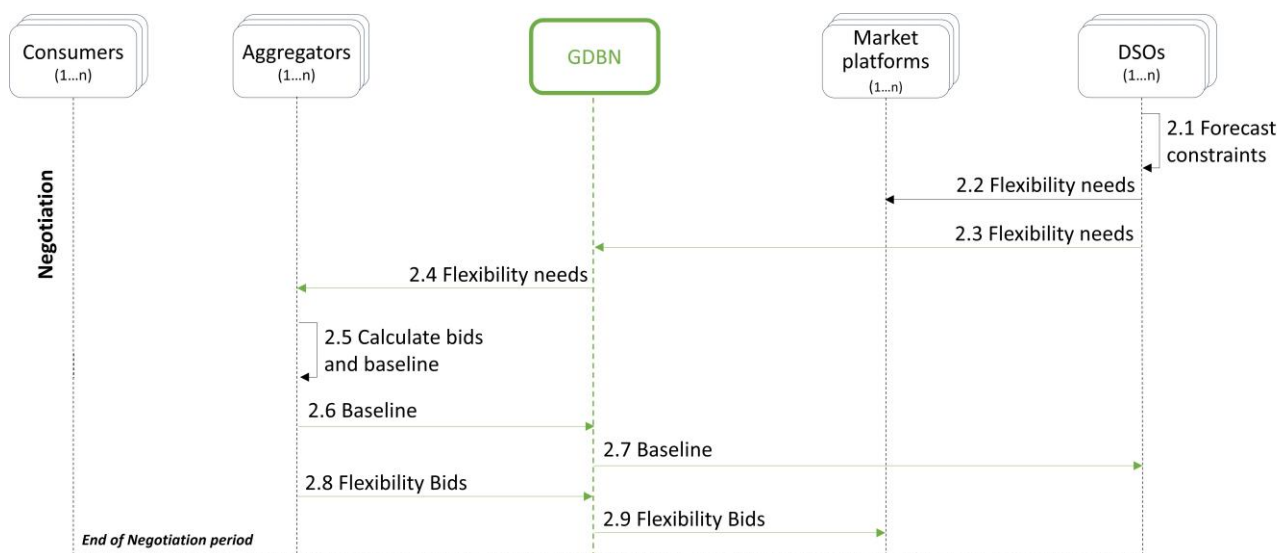 Consumers
(1...n)
Aggregators
(1...n)
GDBN
Market
platforms
(1...n)
DSOs
(1...n)
Negotiation
2.1 Forecast
constraints
2.2 Flexibility needs
2.3 Flexibility needs
2.4 Flexibility needs
2.5 Calculate bids
and baseline
2.6 Baseline
2.7 Baseline
2.8 Flexibility Bids
2.9 Flexibility Bids
End of Negotiation period